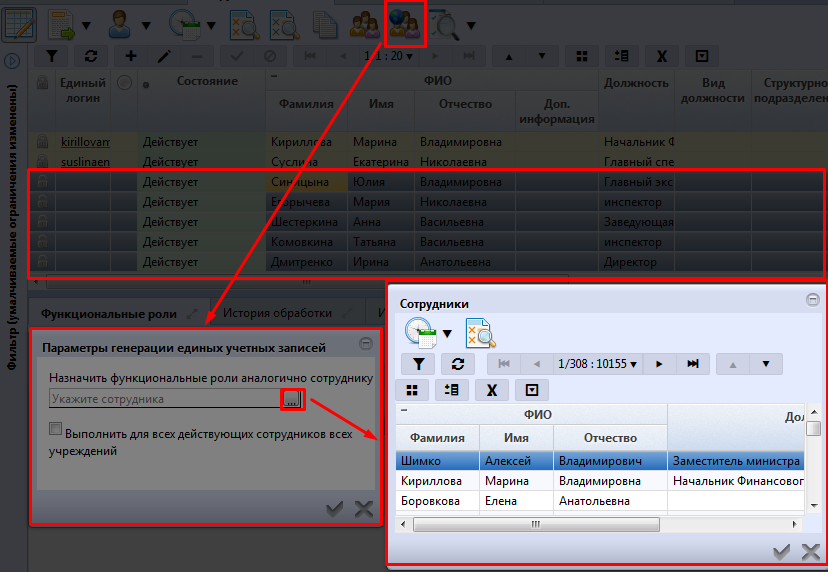 1/1 : 20
Фильтр (умалчиваемые ограничения изменены)
Единый логин
Состояние
ФИО
Должность
Вид должности
Структурно подразделен
Фамилия Имя Отчество Доп. информация
kirillovam Действует Кириллова Марина Владимировна Начальник Ф
suslinaen Действует Суслина Екатерина Николаевна Главный спе
Действует Синицына Юлия Владимировна Главный экс
Действует Егорычева Мария Николаевна инспектор
Действует Шестеркина Анна Васильевна Заведующая
Действует Комовкина Татьяна Васильевна инспектор
Действует Дмитренко Ирина Анатольевна Директор
Функциональные роли История обработки И
Параметры генерации единых учетных записей
Назначить функциональные роли аналогично сотруднику
Укажите сотрудника ...
Выполнить для всех действующих сотрудников всех
учреждений
Сотрудники
1/308 : 10155
ФИО Дол
Фамилия Имя Отчество
Шимко Алексей Владимирович Заместитель министра
Кириллова Марина Владимировна Начальник Финансовог
Боровкова Елена Анатольевна